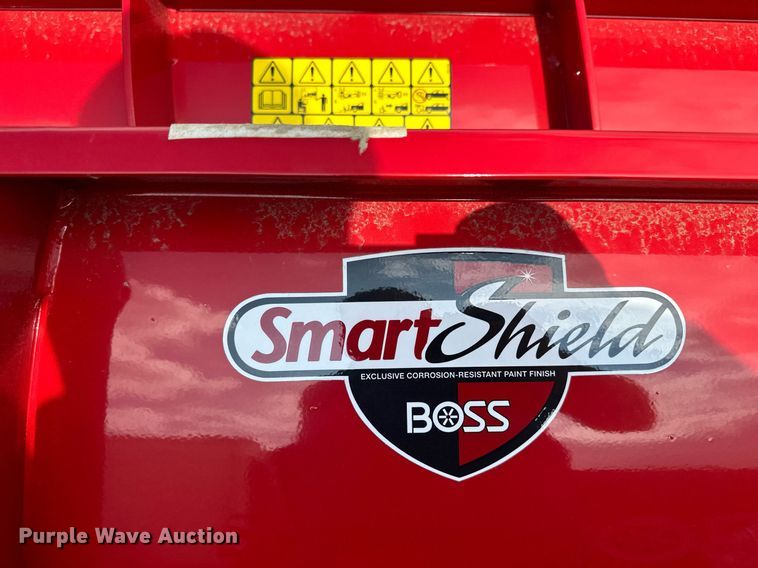 SmartShield
EXCLUSIVE CORROSION-RESISTANT PAINT FINISH
BOSS
Purple Wave Auction